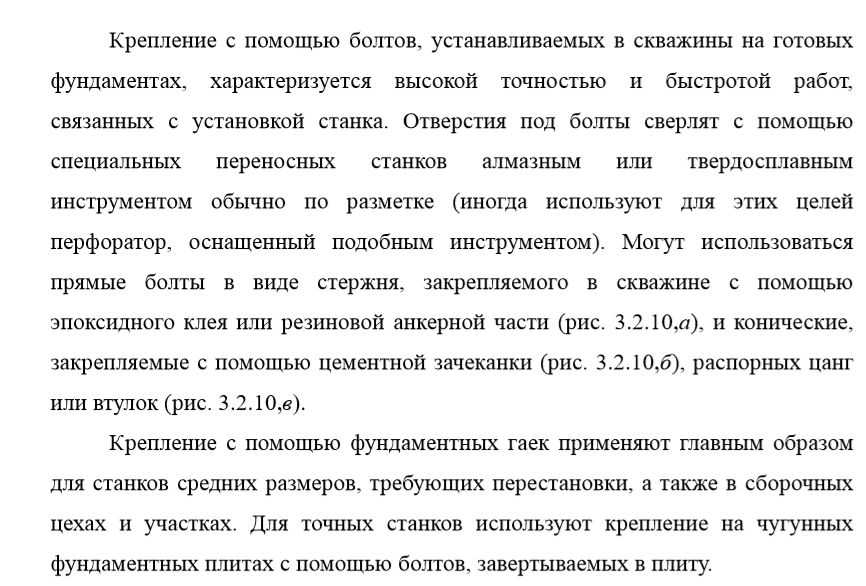 Крепление с помощью болтов, устанавливаемых в скважины на готовых
фундаментах, характеризуется высокой точностью и быстротой работ,
связанных с установкой станка. Отверстия под болты сверлят с помощью
специальных переносных станков алмазным или твердосплавным
инструментом обычно по разметке (иногда используют для этих целей
перфоратор, оснащенный подобным инструментом). Могут использоваться
прямые болты в виде стержня, закрепляемого в скважине с помощью
эпоксидного клея или резиновой анкерной части (рис. 3.2.10,а), и конические,
закрепляемые с помощью цементной зачеканки (рис. 3.2.10,б), распорных цанг
или втулок (рис. 3.2.10,в).
Крепление с помощью фундаментных гаек применяют главным образом
для станков средних размеров, требующих перестановки, а также в сборочных
цехах и участках. Для точных станков используют крепление на чугунных
фундаментных плитах с помощью болтов, завертываемых в плиту.